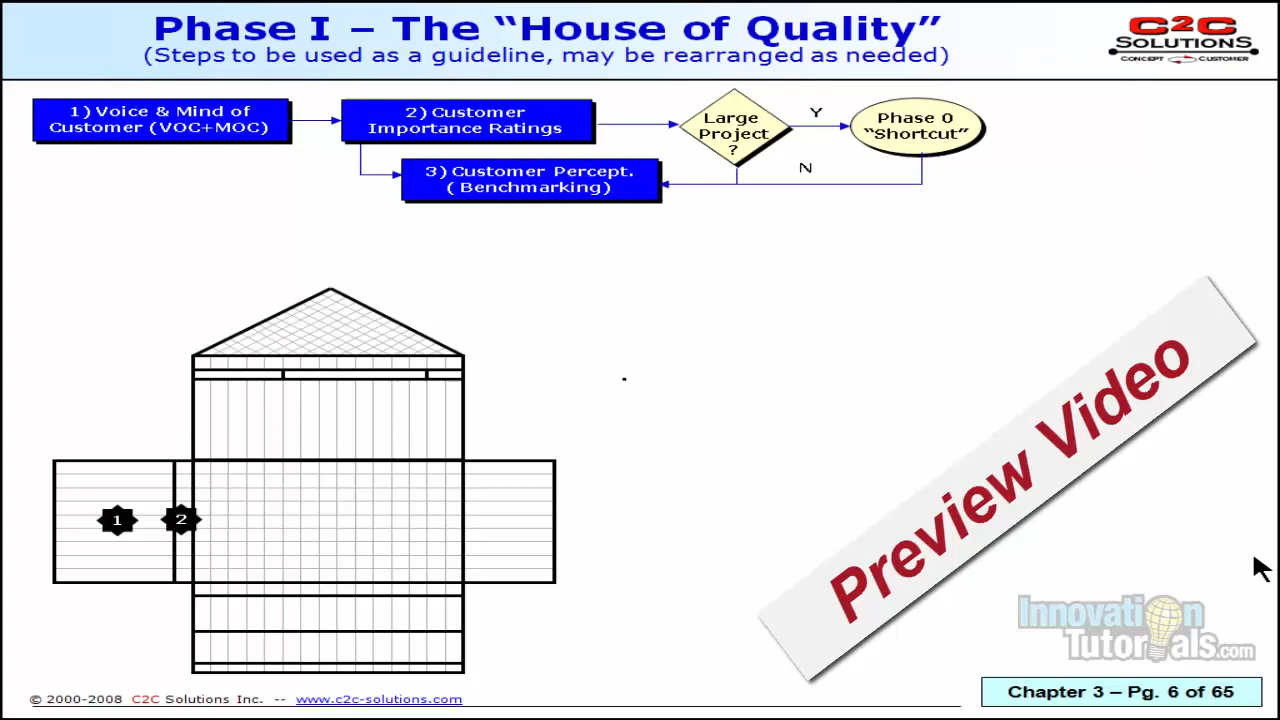 Phase I – The “House of Quality”
(Steps to be used as a guideline, may be rearranged as needed)
C2C
SOLUTIONS
CONCEPT CUSTOMER
1) Voice & Mind of
Customer (VOC+MOC)
2) Customer
Importance Ratings
Large
Project
?
Y
Phase 0
“Shortcut”
N
3) Customer Percept.
( Benchmarking)
1
2
Preview Video
Innovation
Tutorials.com
© 2000-2008 C2C Solutions Inc. -- www.c2c-solutions.com
Chapter 3 – Pg. 6 of 65